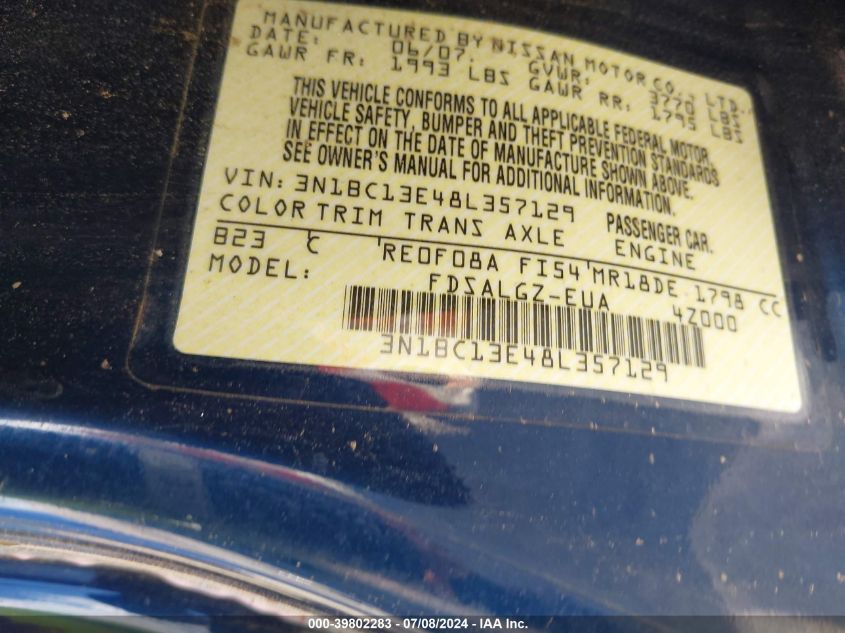 MANUFACTURED BY NISSAN MOTOR CO., LTD.
DATE: 06/07. GVWR: 3770 LBS
GAWR FR: 1993 LBS GAWR RR: 1795 LBS
THIS VEHICLE CONFORMS TO ALL APPLICABLE FEDERAL MOTOR
VEHICLE SAFETY, BUMPER AND THEFT PREVENTION STANDARDS
IN EFFECT ON THE DATE OF MANUFACTURE SHOWN ABOVE.
SEE OWNER'S MANUAL FOR ADDITIONAL INFORMATION.
VIN: 3N1BC13E48L357129 PASSENGER CAR.
COLOR TRIM TRANS AXLE ENGINE
B23 C RE0F08A FI54 MR18DE 1798 CC
MODEL: FDSALGZ-EUA 4Z000
3N1BC13E48L357129
000-39802283 - 07/08/2024 - IAA Inc.